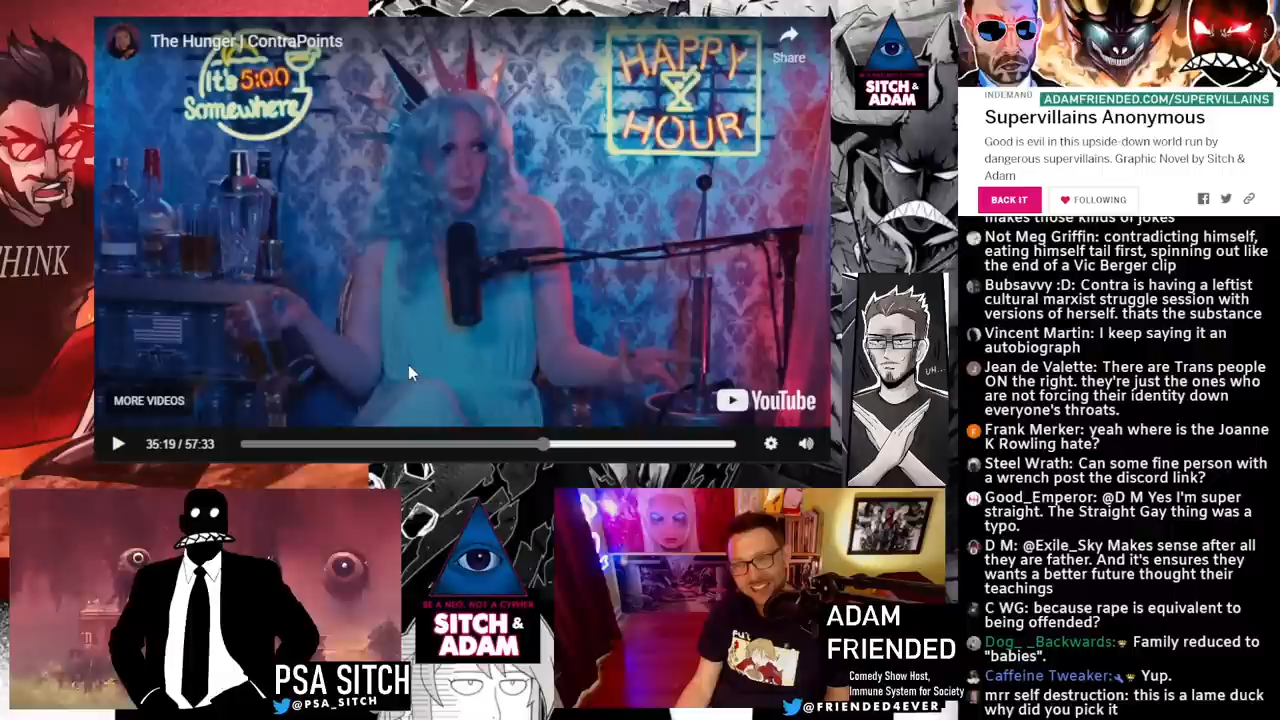 The Hunger | ContraPoints
Share
It's 5:00
Somewhere
HAPPY
HOUR
MORE VIDEOS
YouTube
35:19 / 57:33
THINK
SITCH
& ADAM
UH...
INDEMAND
ADAMFRIENDED.COM/SUPERVILLAINS
Supervillains Anonymous
Good is evil in this upside-down world run by
dangerous supervillains. Graphic Novel by Sitch &
Adam
BACK IT
FOLLOWING
makes those kinds of jokes
Not Meg Griffin: contradicting himself,
eating himself tail first, spinning out like
the end of a Vic Berger clip
Bubsavvy :D: Contra is having a leftist
cultural marxist struggle session with
versions of herself. thats the substance
Vincent Martin: I keep saying it an
autobiograph
Jean de Valette: There are Trans people
ON the right. they're just the ones who
are not forcing their identity down
everyone's throats.
Frank Merker: yeah where is the Joanne
K Rowling hate?
Steel Wrath: Can some fine person with
a wrench post the discord link?
Good_Emperor: @D M Yes I'm super
straight. The Straight Gay thing was a
typo.
D M: @Exile_Sky Makes sense after all
they are father. And it's ensures they
wants a better future thought their
teachings
C WG: because rape is equivalent to
being offended?
Dog_ _Backwards: Family reduced to
"babies".
Caffeine Tweaker: Yup.
mrr self destruction: this is a lame duck
why did you pick it
PSA SITCH
@PSA_SITCH
BE A NEO, NOT A CYPHER
SITCH &
ADAM
ADAM
FRIENDED
Comedy Show Host,
Immune System for Society
@FRIENDED4EVER